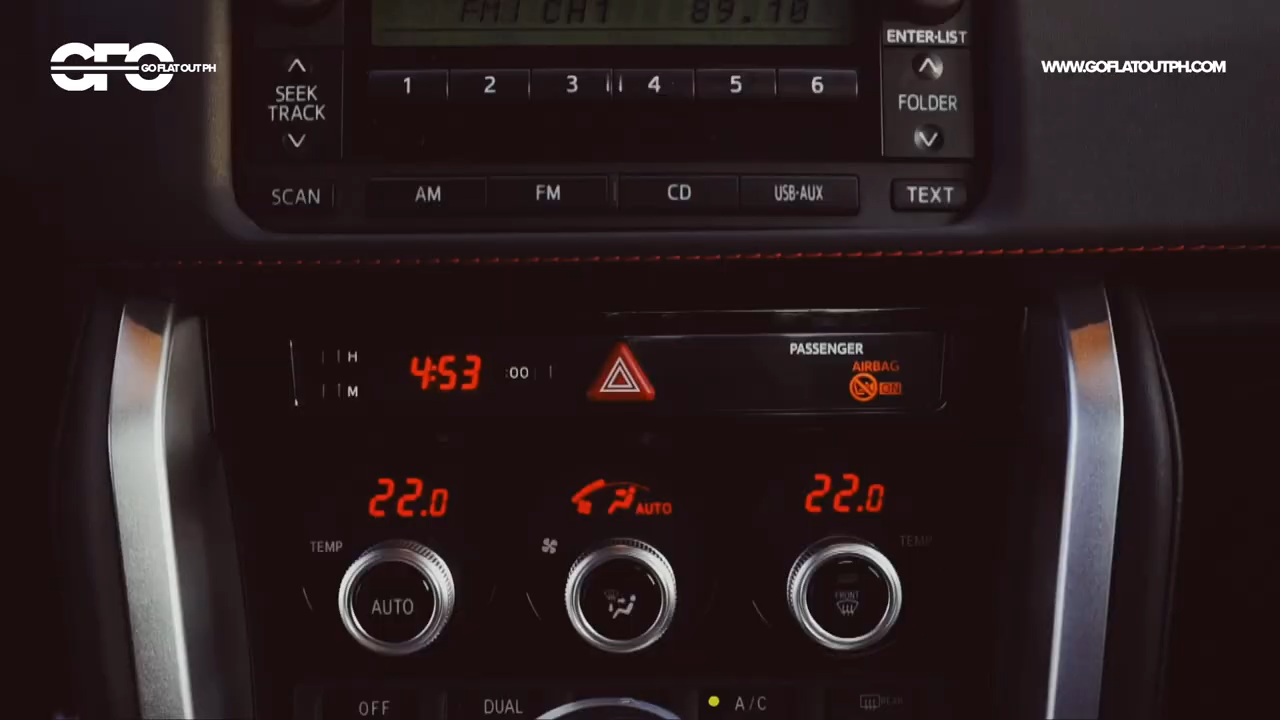 FM1 CH1 89.10
GFO GO FLAT OUT PH
WWW.GOFLATOUTPH.COM
ENTER·LIST
1 2 3 4 5 6
SEEK
TRACK
FOLDER
SCAN AM FM CD USB·AUX TEXT
H
M
4:53
:00
PASSENGER
AIRBAG
ON
22.0 AUTO 22.0
TEMP TEMP
AUTO
FRONT
OFF DUAL A/C REAR